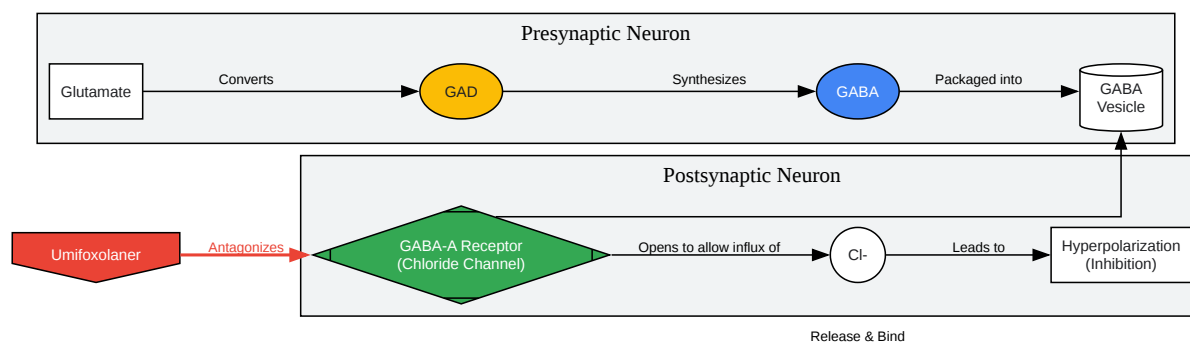 Presynaptic Neuron
Glutamate
Converts
GAD
Synthesizes
GABA
Packaged into
GABA
Vesicle
Postsynaptic Neuron
Umifoxolaner
Antagonizes
GABA-A Receptor
(Chloride Channel)
Opens to allow influx of
Cl-
Leads to
Hyperpolarization
(Inhibition)
Release & Bind